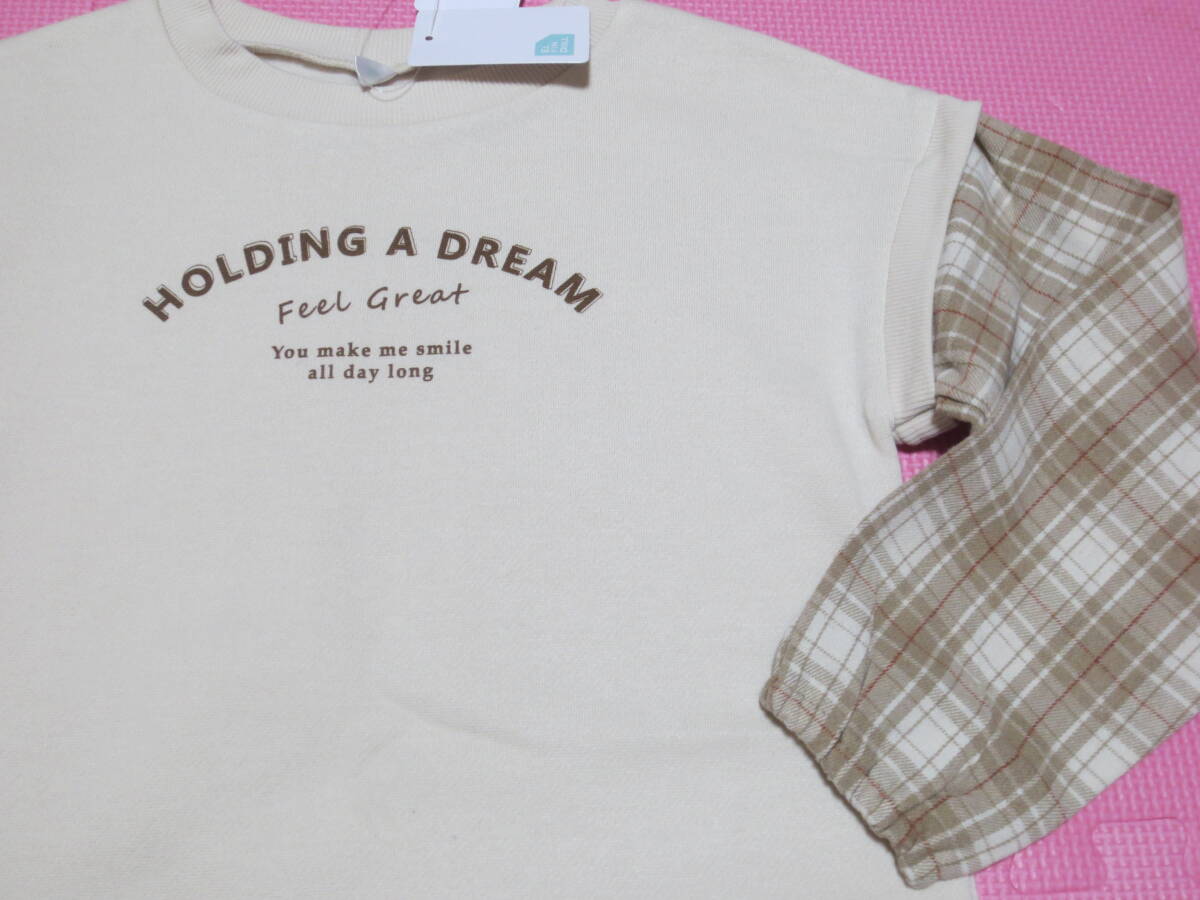 HOLDING A DREAM
Feel Great
You make me smile
all day long